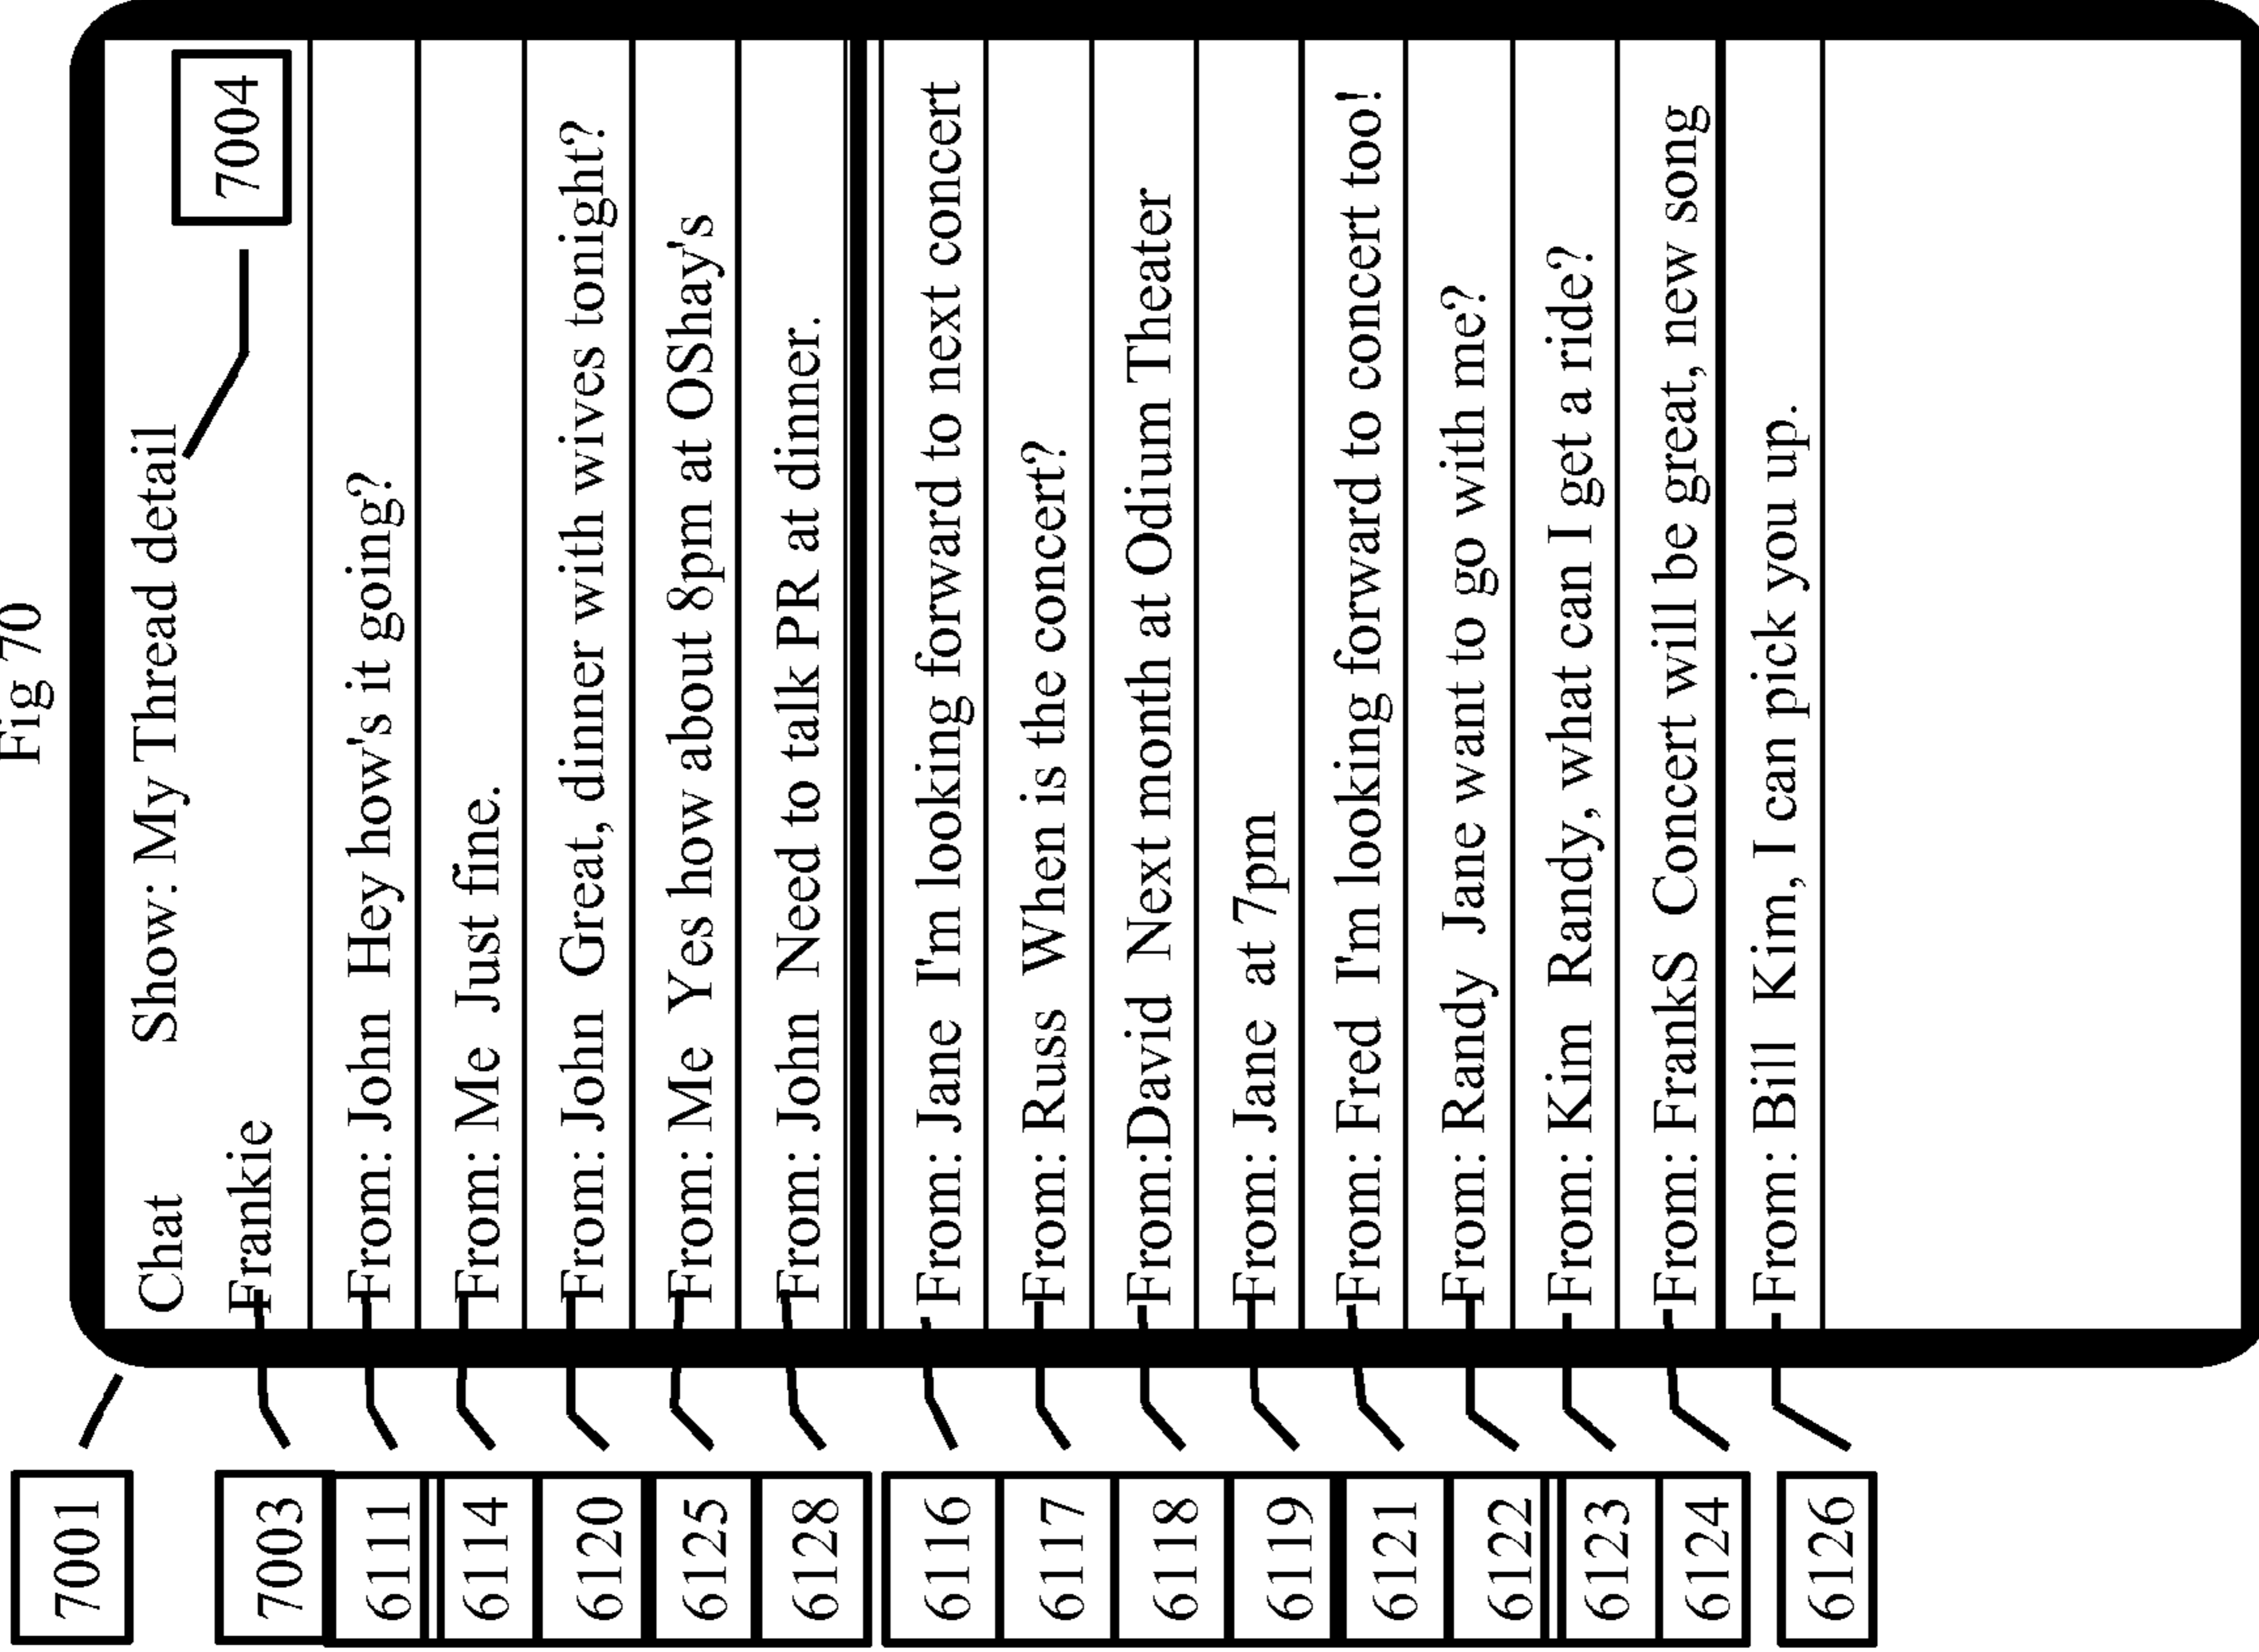 Fig 70
7001
Chat Show: My Thread detail
7003 Frankie 7004
6111 From: John Hey how's it going?
6114 From: Me Just fine.
6120 From: John Great, dinner with wives tonight?
6125 From: Me Yes how about 8pm at OShay's
6128 From: John Need to talk PR at dinner.
6116 From: Jane I'm looking forward to next concert
6117 From: Russ When is the concert?
6118 From:David Next month at Odium Theater
6119 From: Jane at 7pm
6121 From: Fred I'm looking forward to concert too!
6122 From: Randy Jane want to go with me?
6123 From: Kim Randy, what can I get a ride?
6124 From: FrankS Concert will be great, new song
6126 From: Bill Kim, I can pick you up.